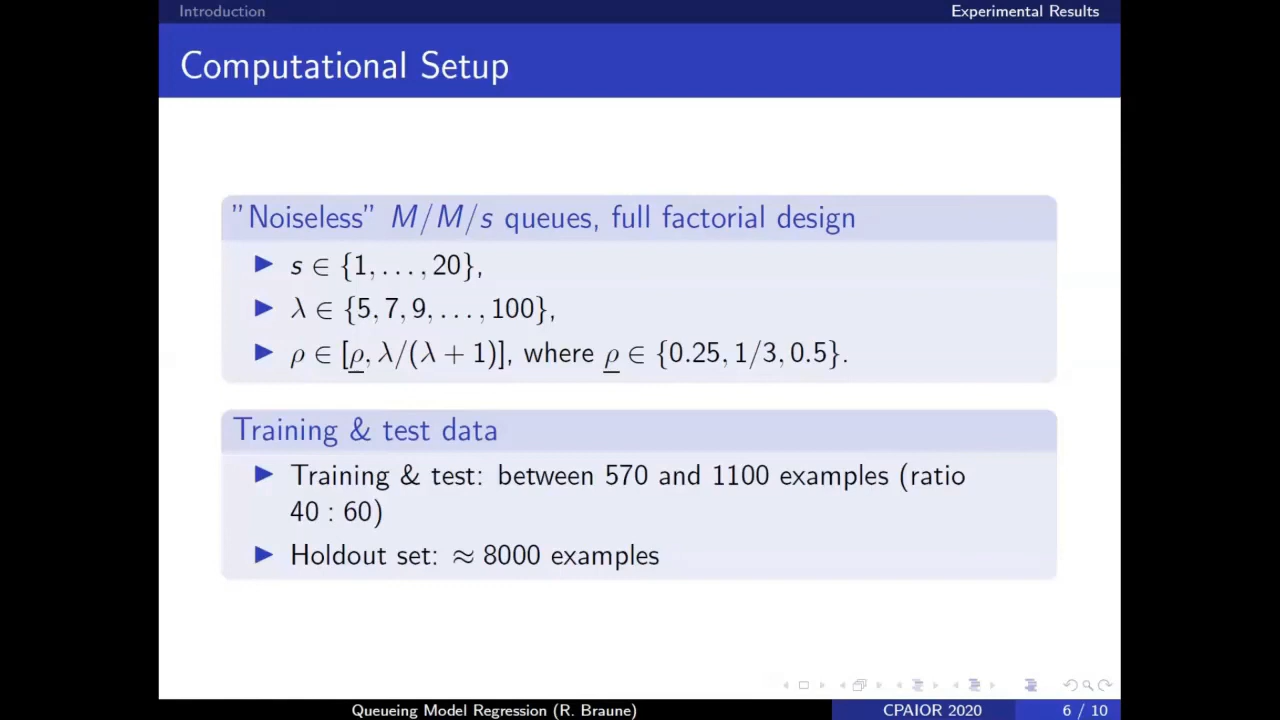 Introduction
Experimental Results
Computational Setup
"Noiseless" M/M/s queues, full factorial design
s ∈ {1, . . . , 20},
λ ∈ {5, 7, 9, . . . , 100},
ρ ∈ [ρ̲, λ/(λ + 1)], where ρ̲ ∈ {0.25, 1/3, 0.5}.
Training & test data
Training & test: between 570 and 1100 examples (ratio
40 : 60)
Holdout set: ≈ 8000 examples
Queueing Model Regression (R. Braune)
CPAIOR 2020
6 / 10